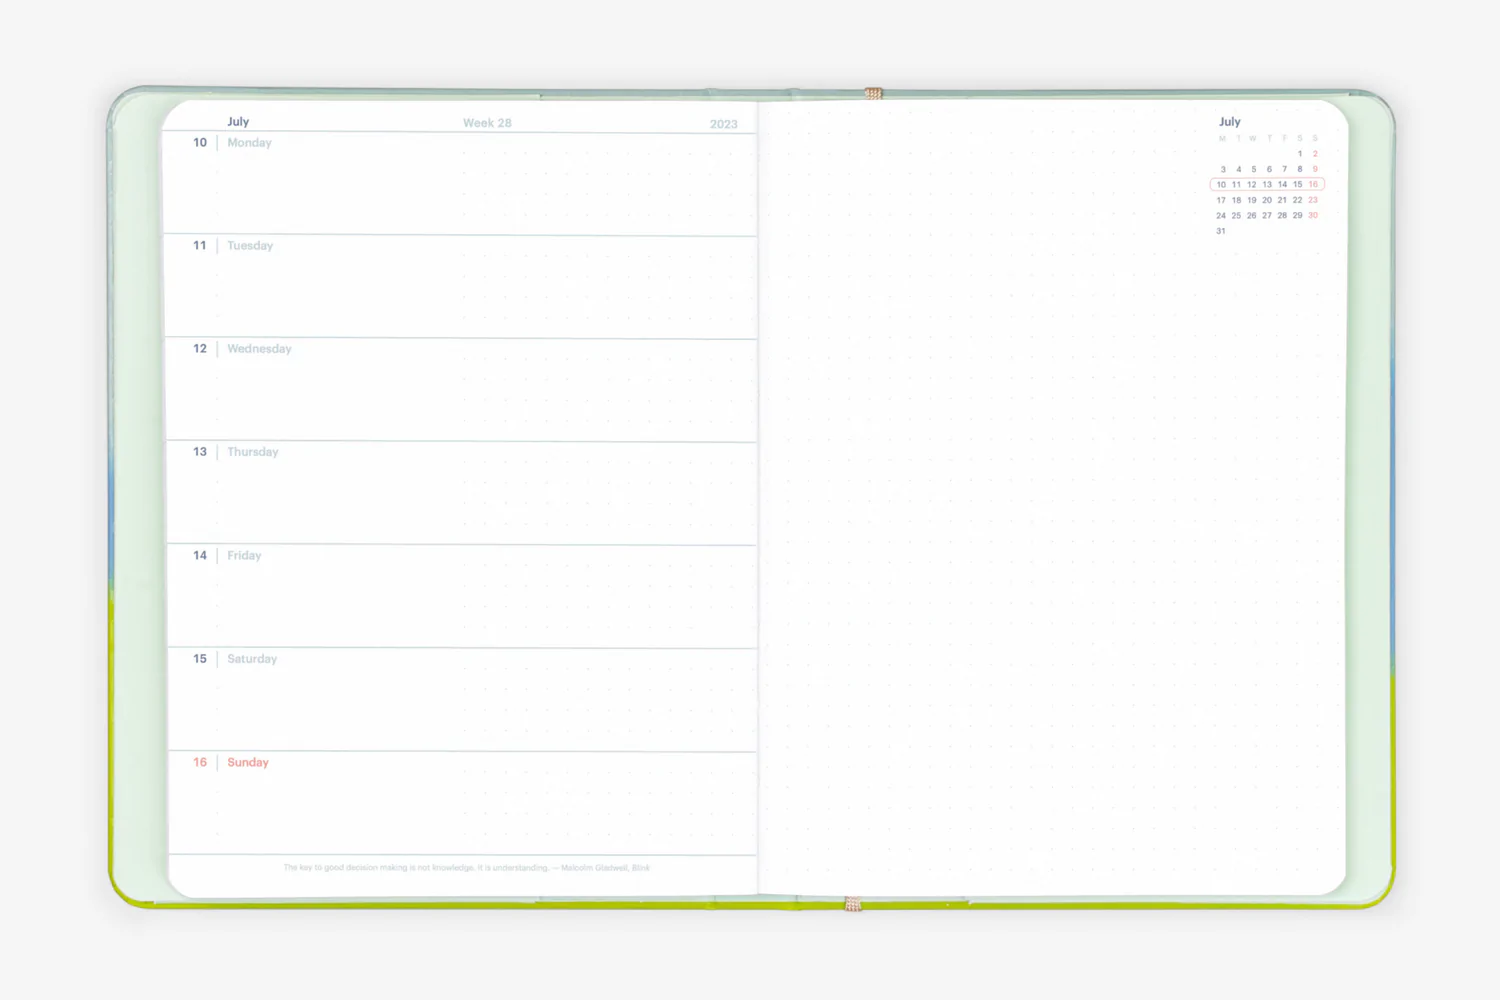 July Week 28 2023
10 Monday
11 Tuesday
12 Wednesday
13 Thursday
14 Friday
15 Saturday
16 Sunday
The key to good decision making is not knowledge. It is understanding. — Malcolm Gladwell, Blink
July
M T W T F S S
1 2
3 4 5 6 7 8 9
10 11 12 13 14 15 16
17 18 19 20 21 22 23
24 25 26 27 28 29 30
31